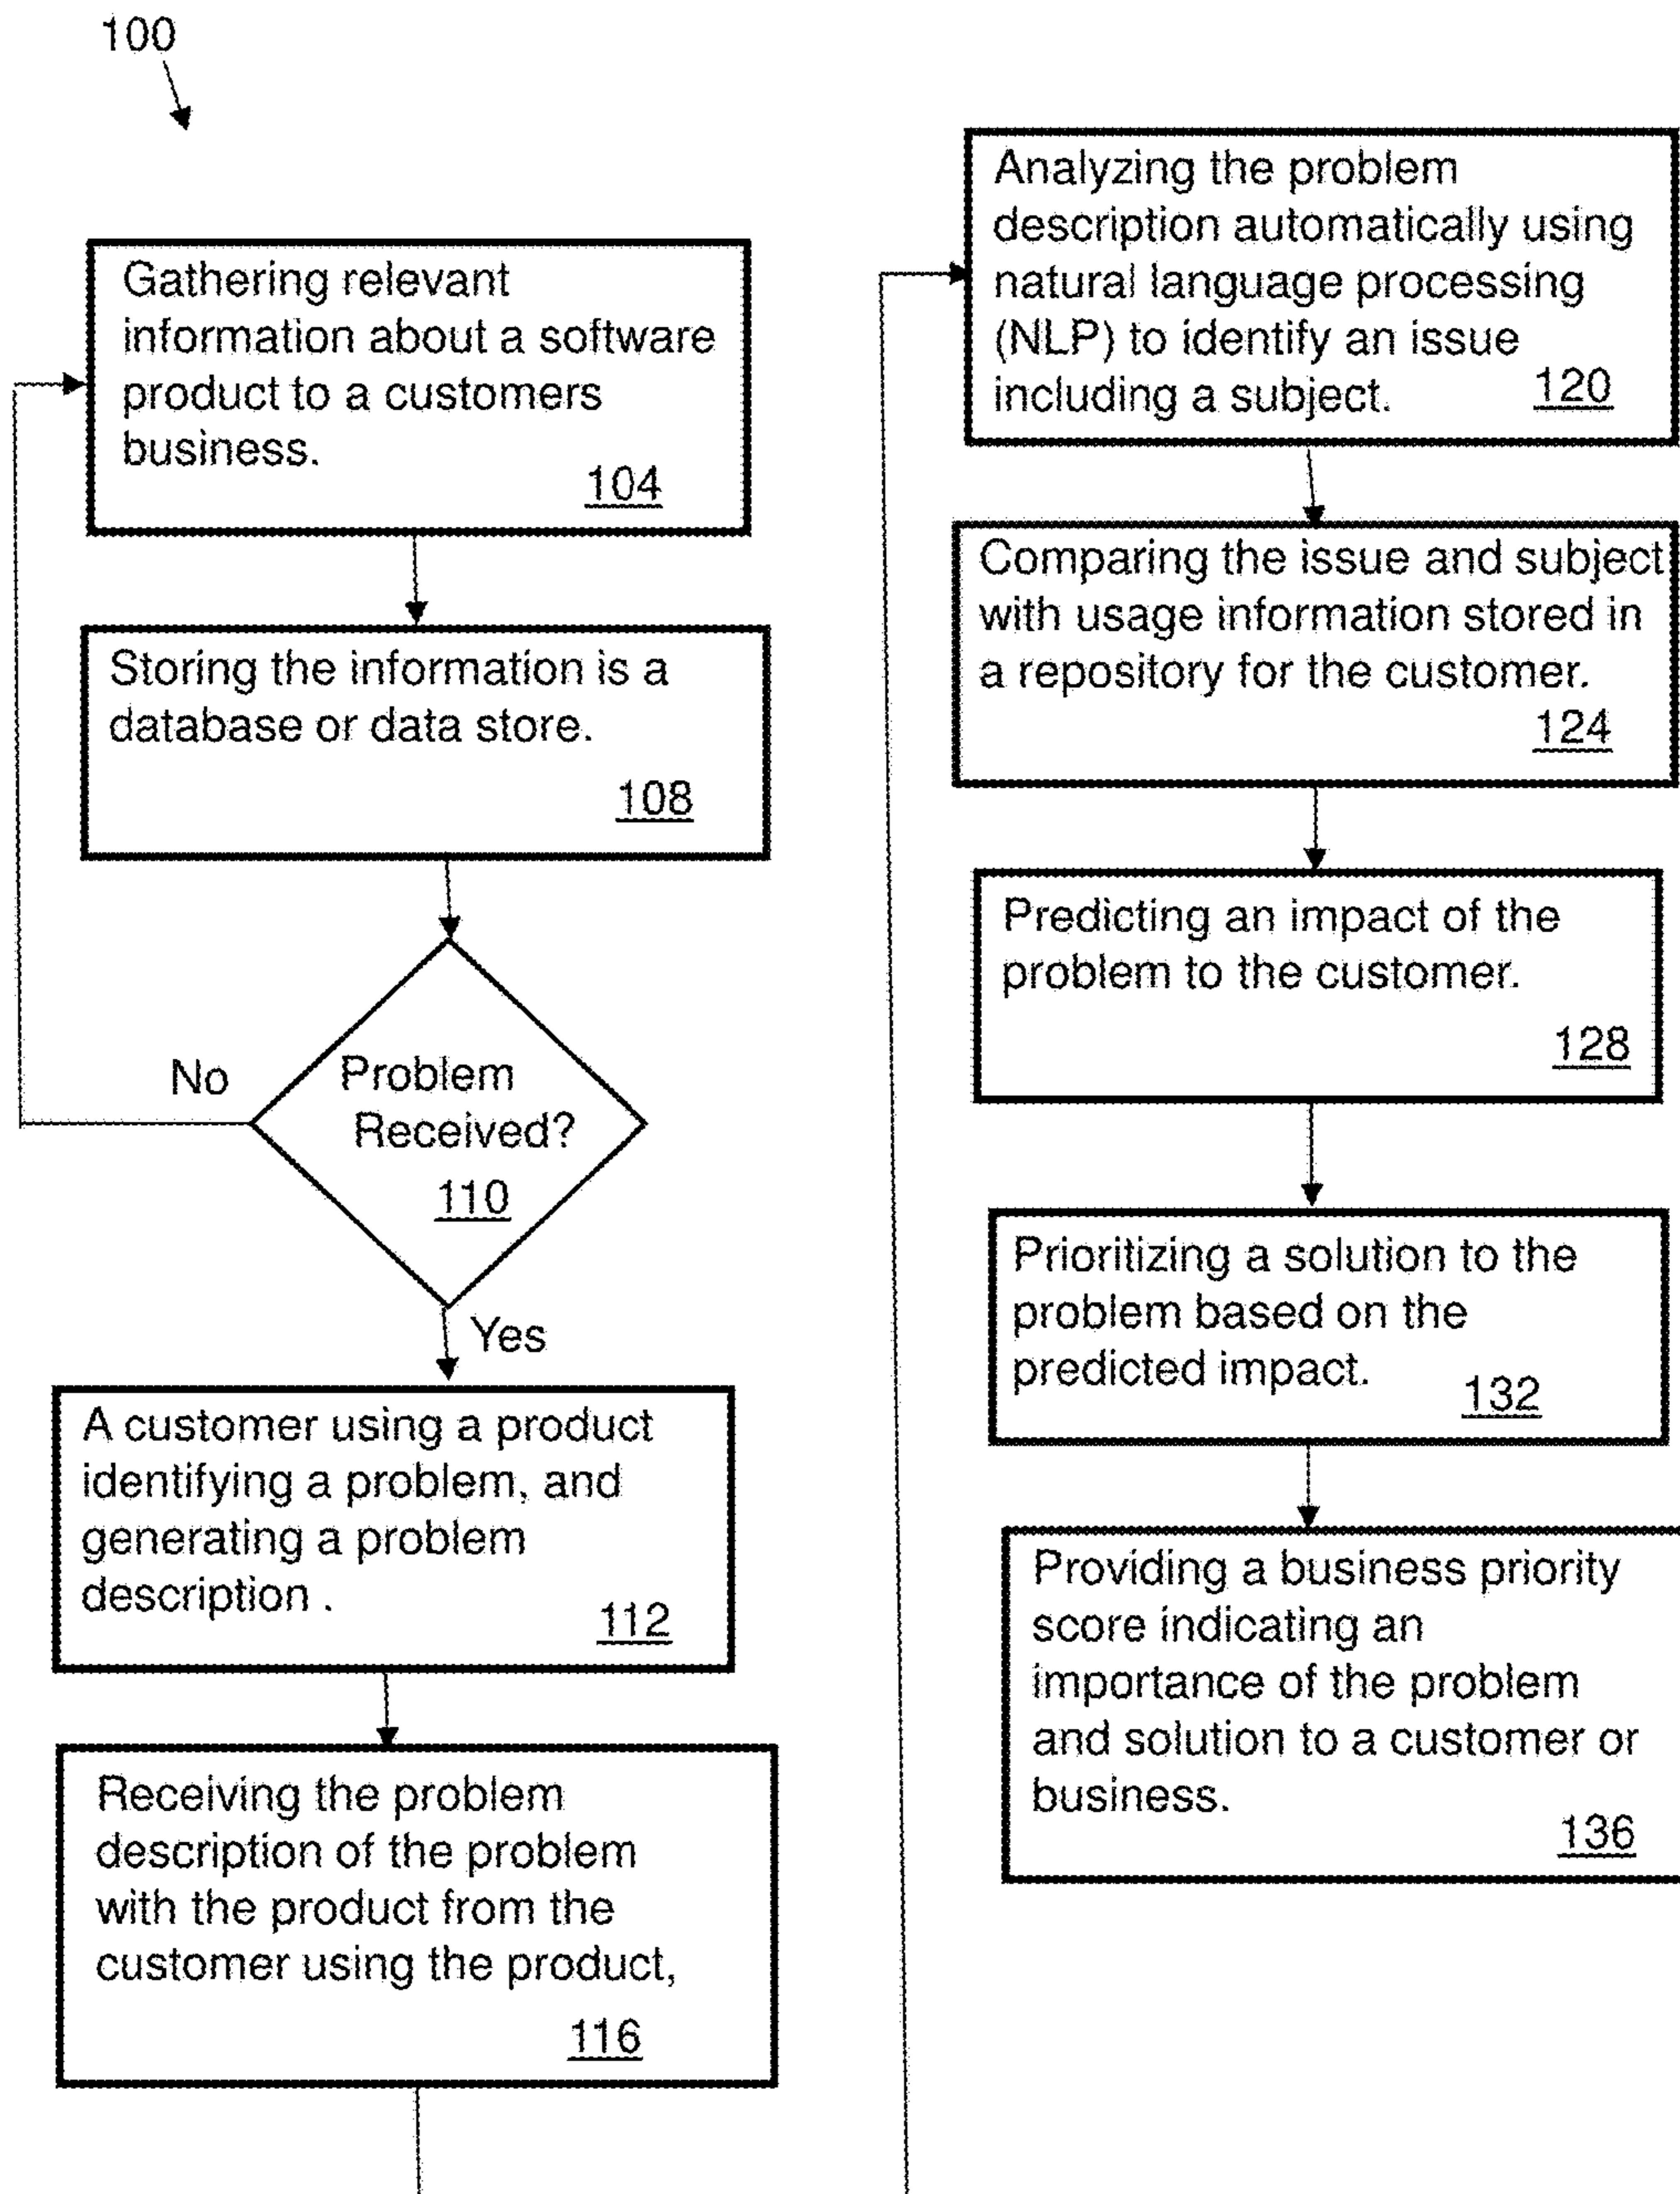 100
Gathering relevant
information about a software
product to a customers
business.
104
Storing the information is a
database or data store.
108
No
Problem
Received?
110
Yes
A customer using a product
identifying a problem, and
generating a problem
description .
112
Receiving the problem
description of the problem
with the product from the
customer using the product,
116
Analyzing the problem
description automatically using
natural language processing
(NLP) to identify an issue
including a subject.
120
Comparing the issue and subject
with usage information stored in
a repository for the customer.
124
Predicting an impact of the
problem to the customer.
128
Prioritizing a solution to the
problem based on the
predicted impact.
132
Providing a business priority
score indicating an
importance of the problem
and solution to a customer or
business.
136